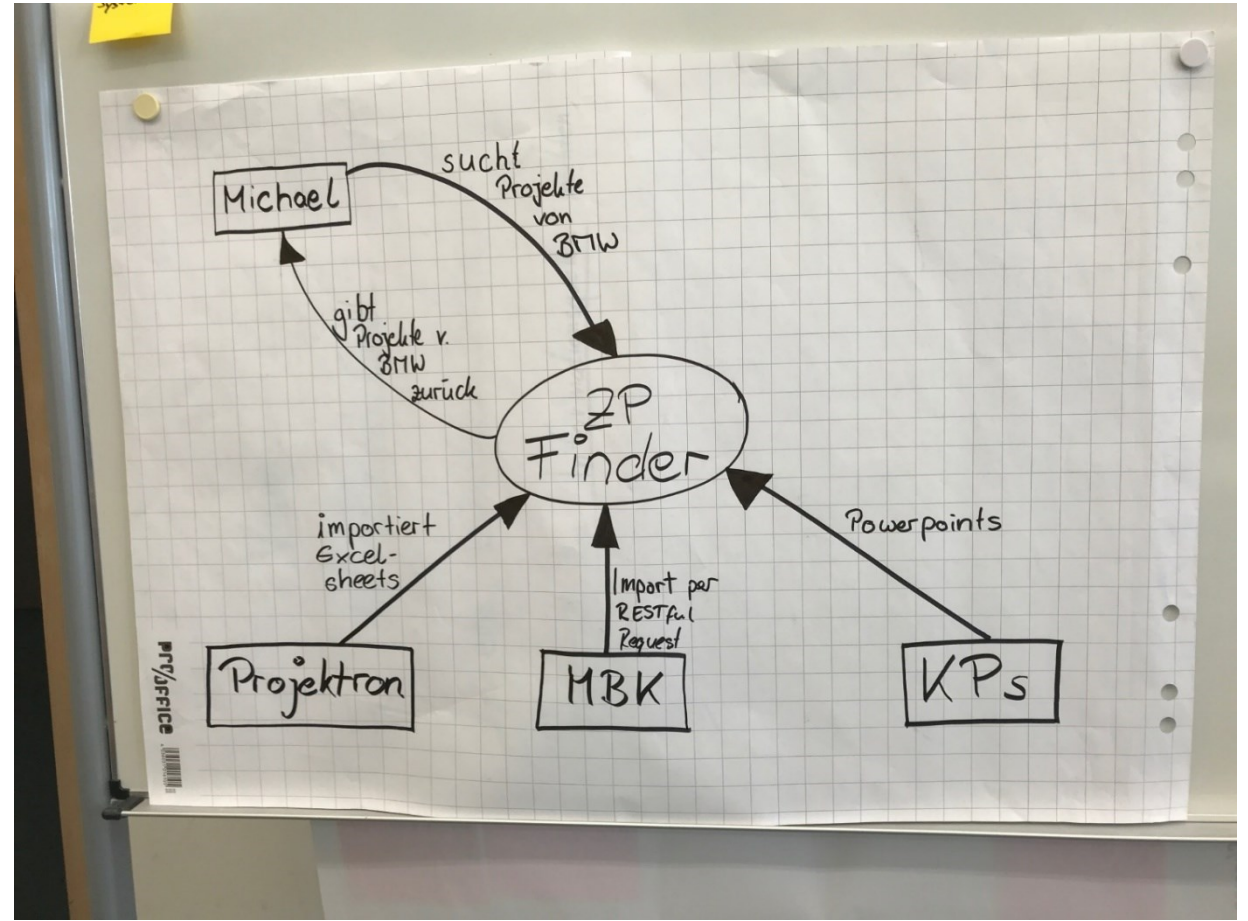 Michael
sucht
Projekte
von
BMW
gibt
Projekte v.
BMW
zurück
ZP
Finder
importiert
Excel-
sheets
Import per
RESTful
Request
Powerpoints
Projektron
MBK
KPs